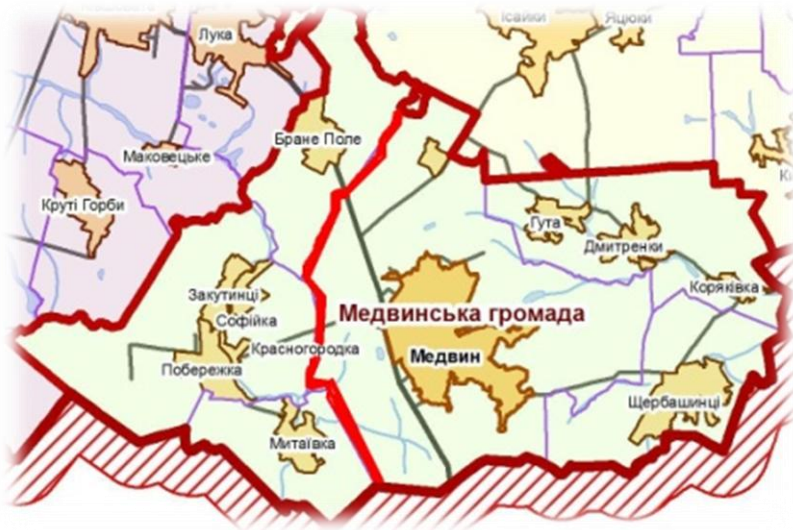 Ісайки
Яцюки
Лука
Бране Поле
Маковецьке
Круті Горби
Гута
Дмитренки
Коряківка
Закутинці
Софійка
Медвинська громада
Красногородка
Медвин
Побережка
Щербашинці
Митаївка